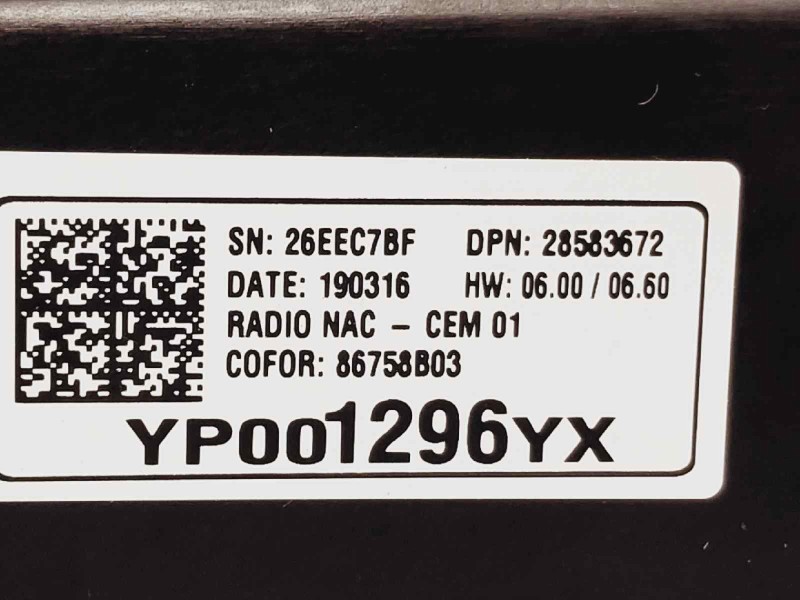 SN: 26EEC7BF DPN: 28583672
DATE: 190316 HW: 06.00 / 06.60
RADIO NAC - CEM 01
COFOR: 86758B03
YP001296YX